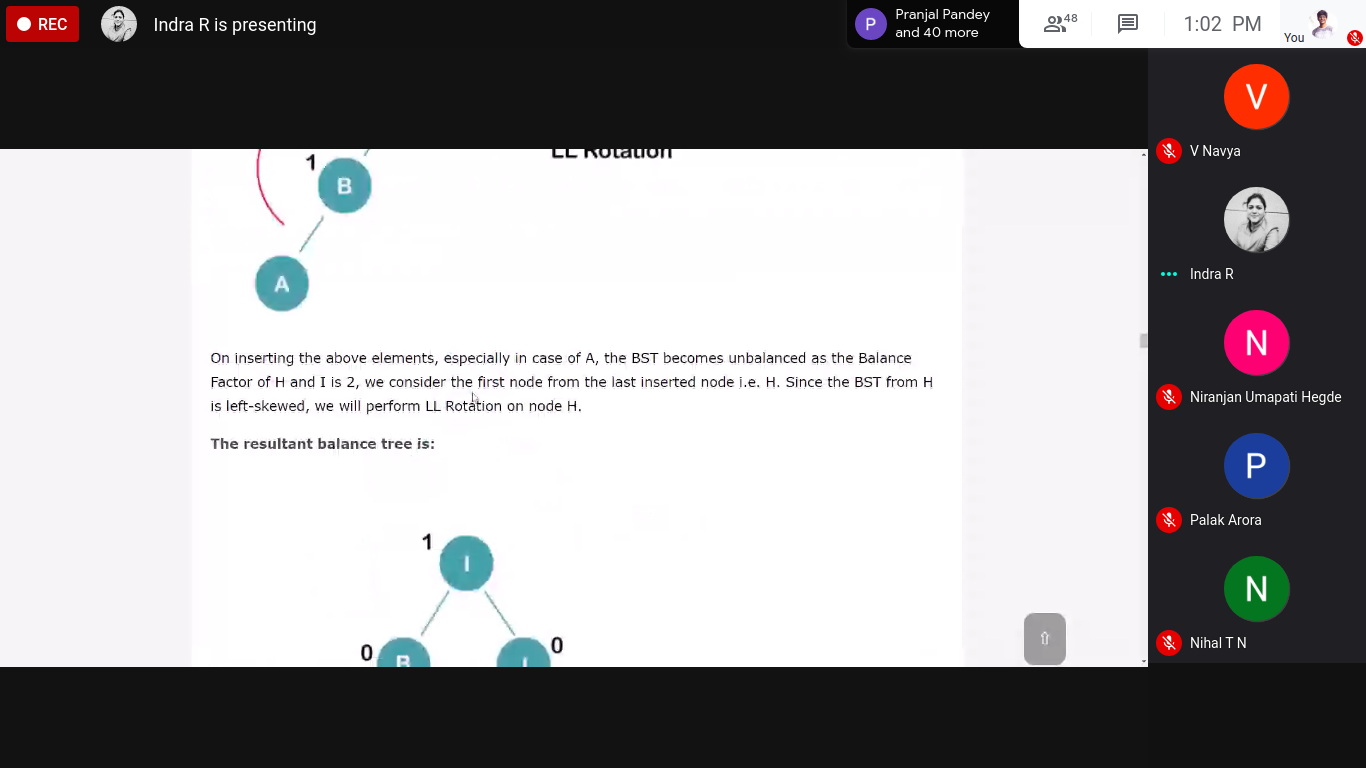 REC
Indra R is presenting
P
Pranjal Pandey
and 40 more
48
1:02 PM
You
LL Rotation
1
B
A
On inserting the above elements, especially in case of A, the BST becomes unbalanced as the Balance
Factor of H and I is 2, we consider the first node from the last inserted node i.e. H. Since the BST from H
is left-skewed, we will perform LL Rotation on node H.
The resultant balance tree is:
1
I
0
B
J
0
V
V Navya
Indra R
N
Niranjan Umapati Hegde
P
Palak Arora
N
Nihal T N